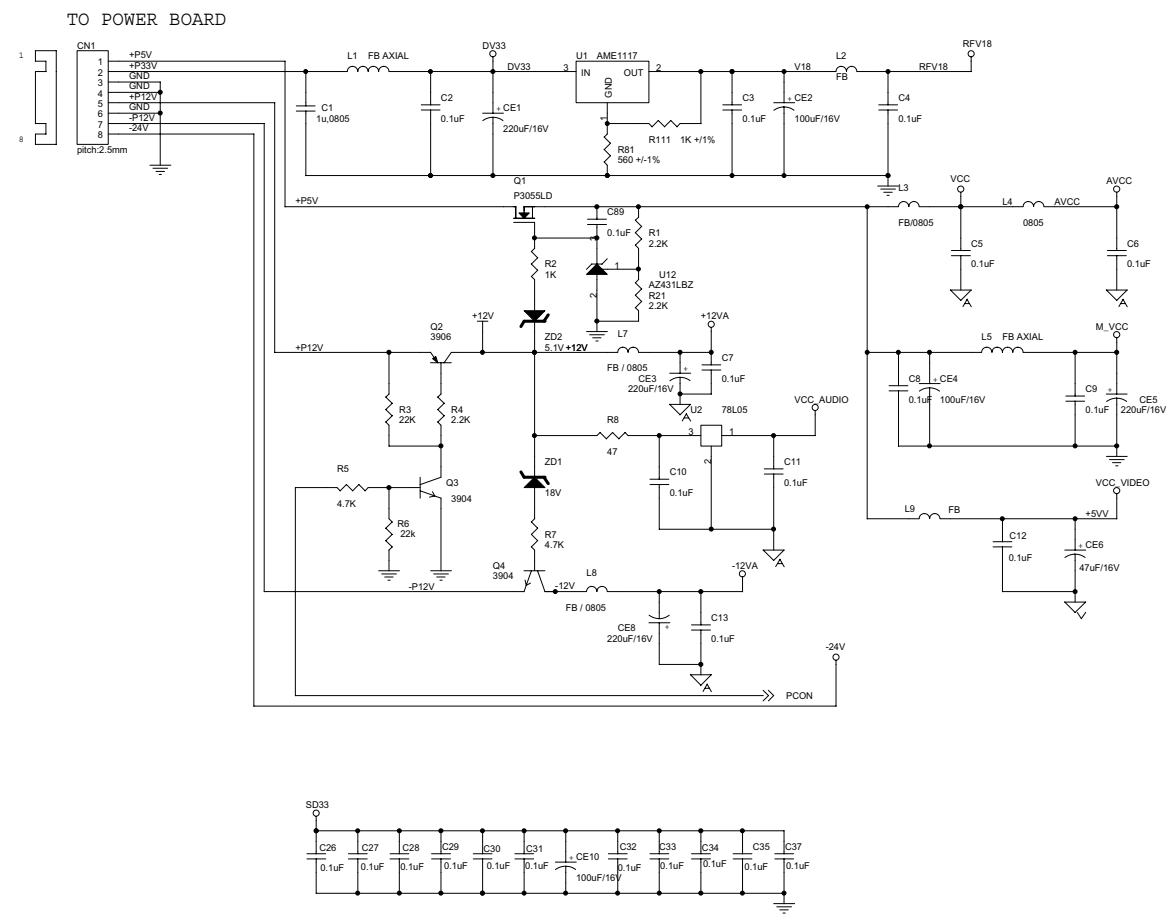 TO POWER BOARD
1
8
CN1
1
2
3
4
5
6
7
8
pitch:2.5mm
+P5V
+P33V
GND
GND
+P12V
GND
-P12V
-24V
L1 FB AXIAL
DV33
DV33
U1 AME1117
3
IN
OUT
2
GND
1
V18
L2
FB
RFV18
RFV18
C1
1u,0805
C2
0.1uF
+
CE1
220uF/16V
R111 1K +/1%
R81
560 +/-1%
C3
0.1uF
+
CE2
100uF/16V
C4
0.1uF
+P5V
Q1
P3055LD
C89
0.1uF
R1
2.2K
R2
1K
3
1
2
U12
AZ431LBZ
R21
2.2K
L3
FB/0805
VCC
L4
0805
AVCC
AVCC
C5
0.1uF
A
C6
0.1uF
A
+P12V
Q2
3906
+12V
ZD2
5.1V
+12V
L7
FB / 0805
+12VA
CE3
220uF/16V
+
C7
0.1uF
A
L5 FB AXIAL
M_VCC
C8
0.1uF
+
CE4
100uF/16V
C9
0.1uF
+
CE5
220uF/16V
R3
22K
R4
2.2K
R8
47
U2
78L05
3
1
2
VCC_AUDIO
C10
0.1uF
C11
0.1uF
A
R5
4.7K
Q3
3904
R6
22k
ZD1
18V
R7
4.7K
L9
FB
VCC_VIDEO
+5VV
C12
0.1uF
+
CE6
47uF/16V
V
-P12V
Q4
3904
-12V
L8
FB / 0805
-12VA
CE8
220uF/16V
+
C13
0.1uF
A
-24V
PCON
SD33
C26
0.1uF
C27
0.1uF
C28
0.1uF
C29
0.1uF
C30
0.1uF
C31
0.1uF
+
CE10
100uF/16V
C32
0.1uF
C33
0.1uF
C34
0.1uF
C35
0.1uF
C37
0.1uF